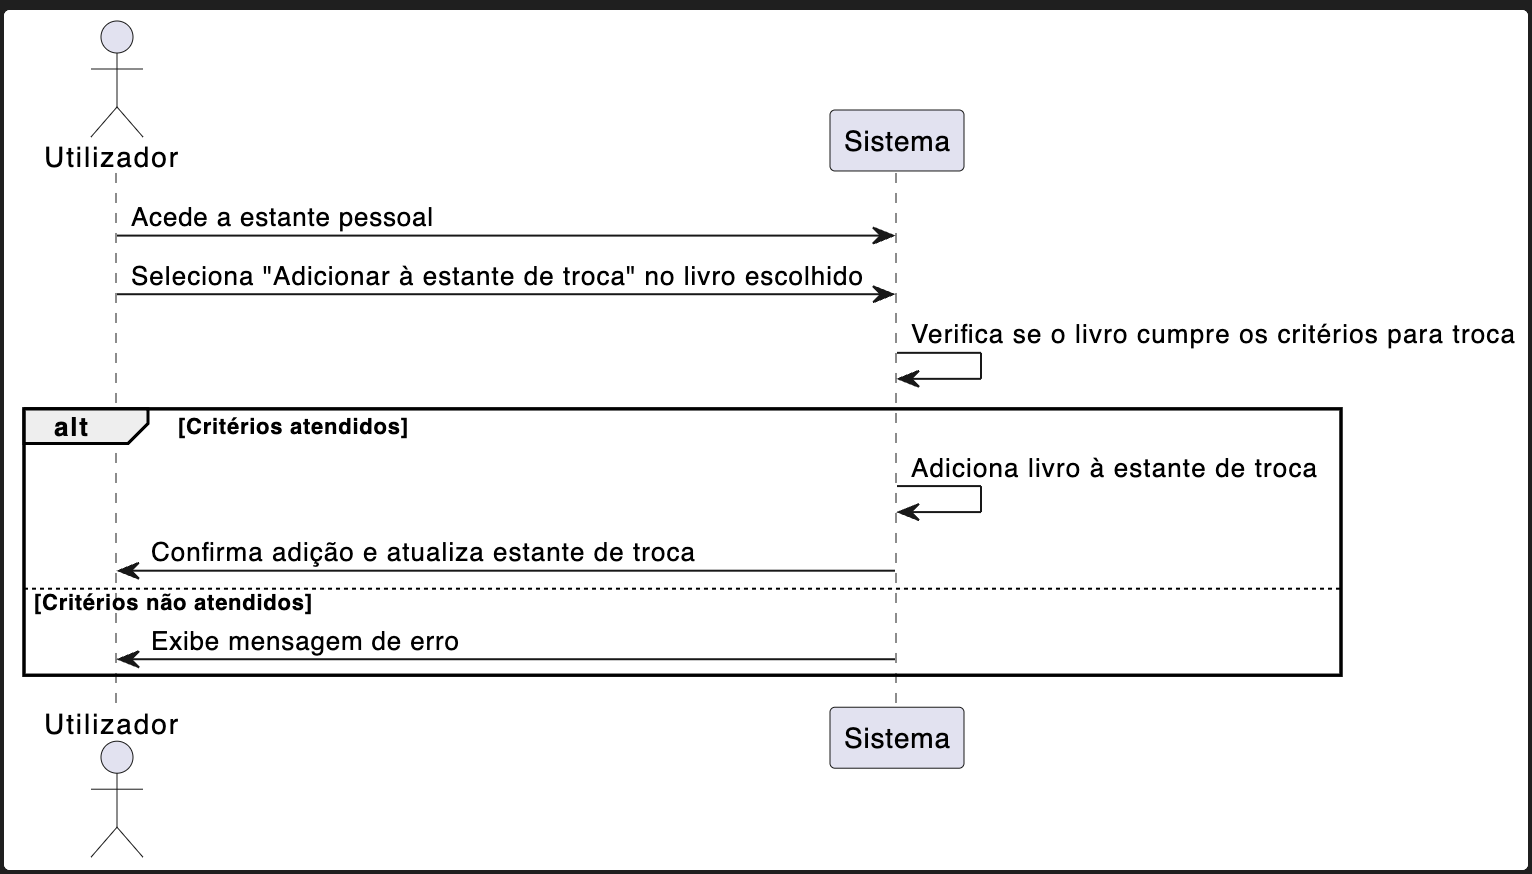 Utilizador
Sistema
Acede a estante pessoal
Seleciona "Adicionar à estante de troca" no livro escolhido
Verifica se o livro cumpre os critérios para troca
alt [Critérios atendidos]
Adiciona livro à estante de troca
Confirma adição e atualiza estante de troca
[Critérios não atendidos]
Exibe mensagem de erro
Utilizador
Sistema